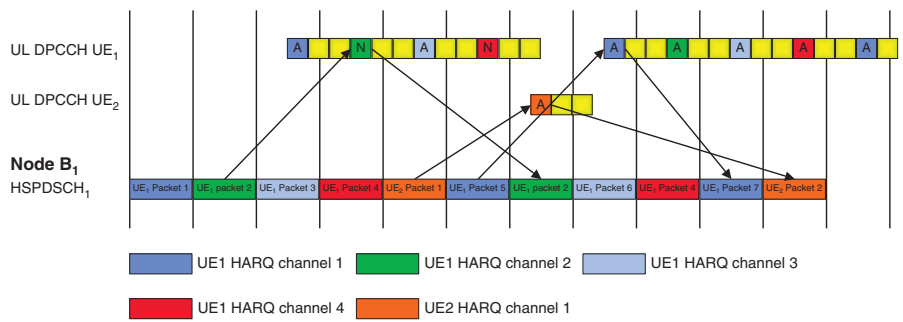 UL DPCCH UE1
A N A N A A A A A
UL DPCCH UE2
A
Node B1
HSPDSCH1
UE1 Packet 1 UE1 packet 2 UE1 Packet 3 UE1 Packet 4 UE2 Packet 1 UE1 Packet 5 UE1 packet 2 UE1 Packet 6 UE1 Packet 4 UE1 Packet 7 UE2 Packet 2
UE1 HARQ channel 1 UE1 HARQ channel 2 UE1 HARQ channel 3
UE1 HARQ channel 4 UE2 HARQ channel 1